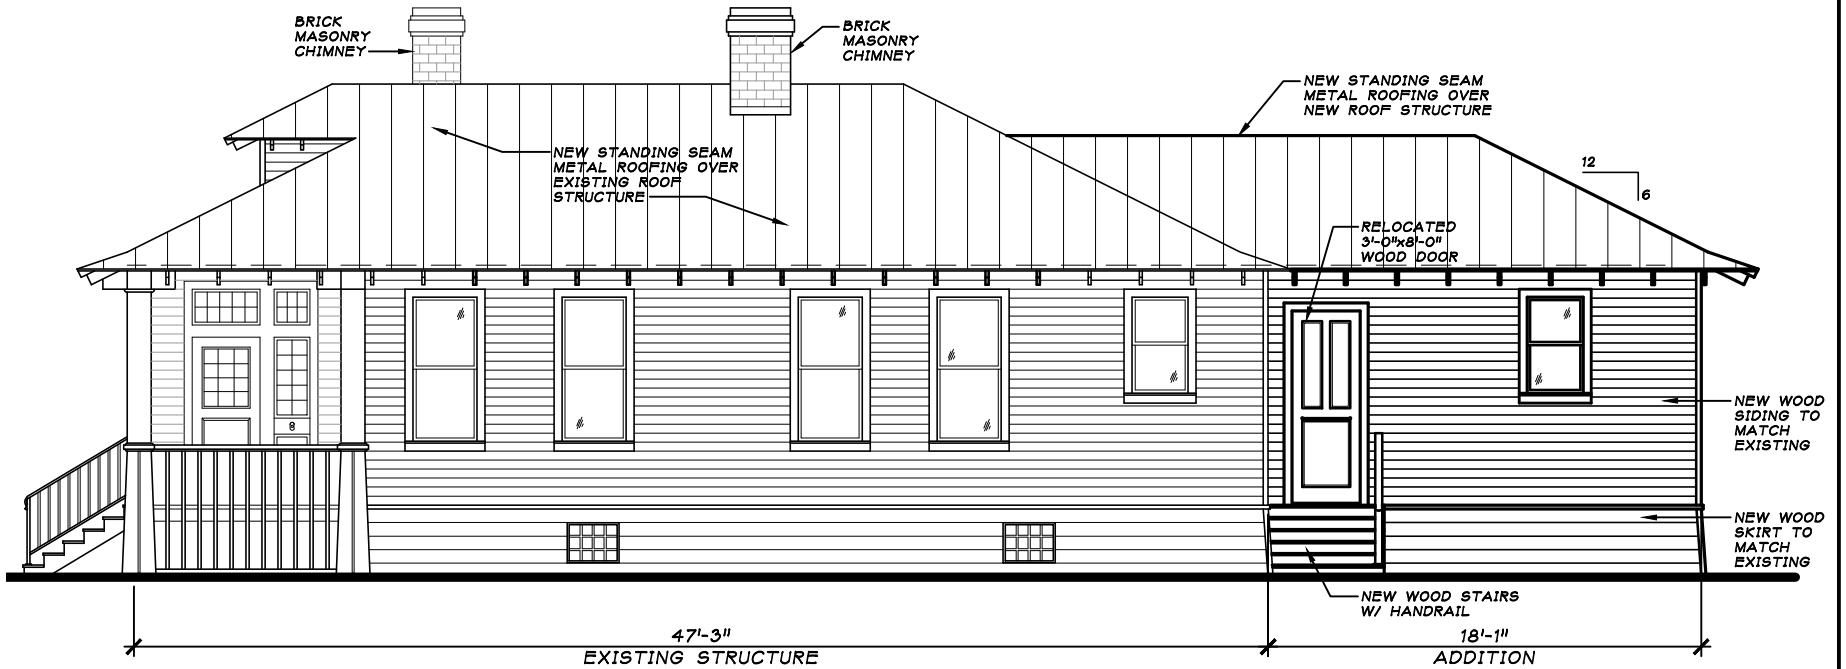 BRICK
MASONRY
CHIMNEY
BRICK
MASONRY
CHIMNEY
NEW STANDING SEAM
METAL ROOFING OVER
NEW ROOF STRUCTURE
NEW STANDING SEAM
METAL ROOFING OVER
EXISTING ROOF
STRUCTURE
12
6
RELOCATED
3'-0"x8'-0"
WOOD DOOR
NEW WOOD
SIDING TO
MATCH
EXISTING
NEW WOOD
SKIRT TO
MATCH
EXISTING
NEW WOOD STAIRS
W/ HANDRAIL
47'-3"
EXISTING STRUCTURE
18'-1"
ADDITION